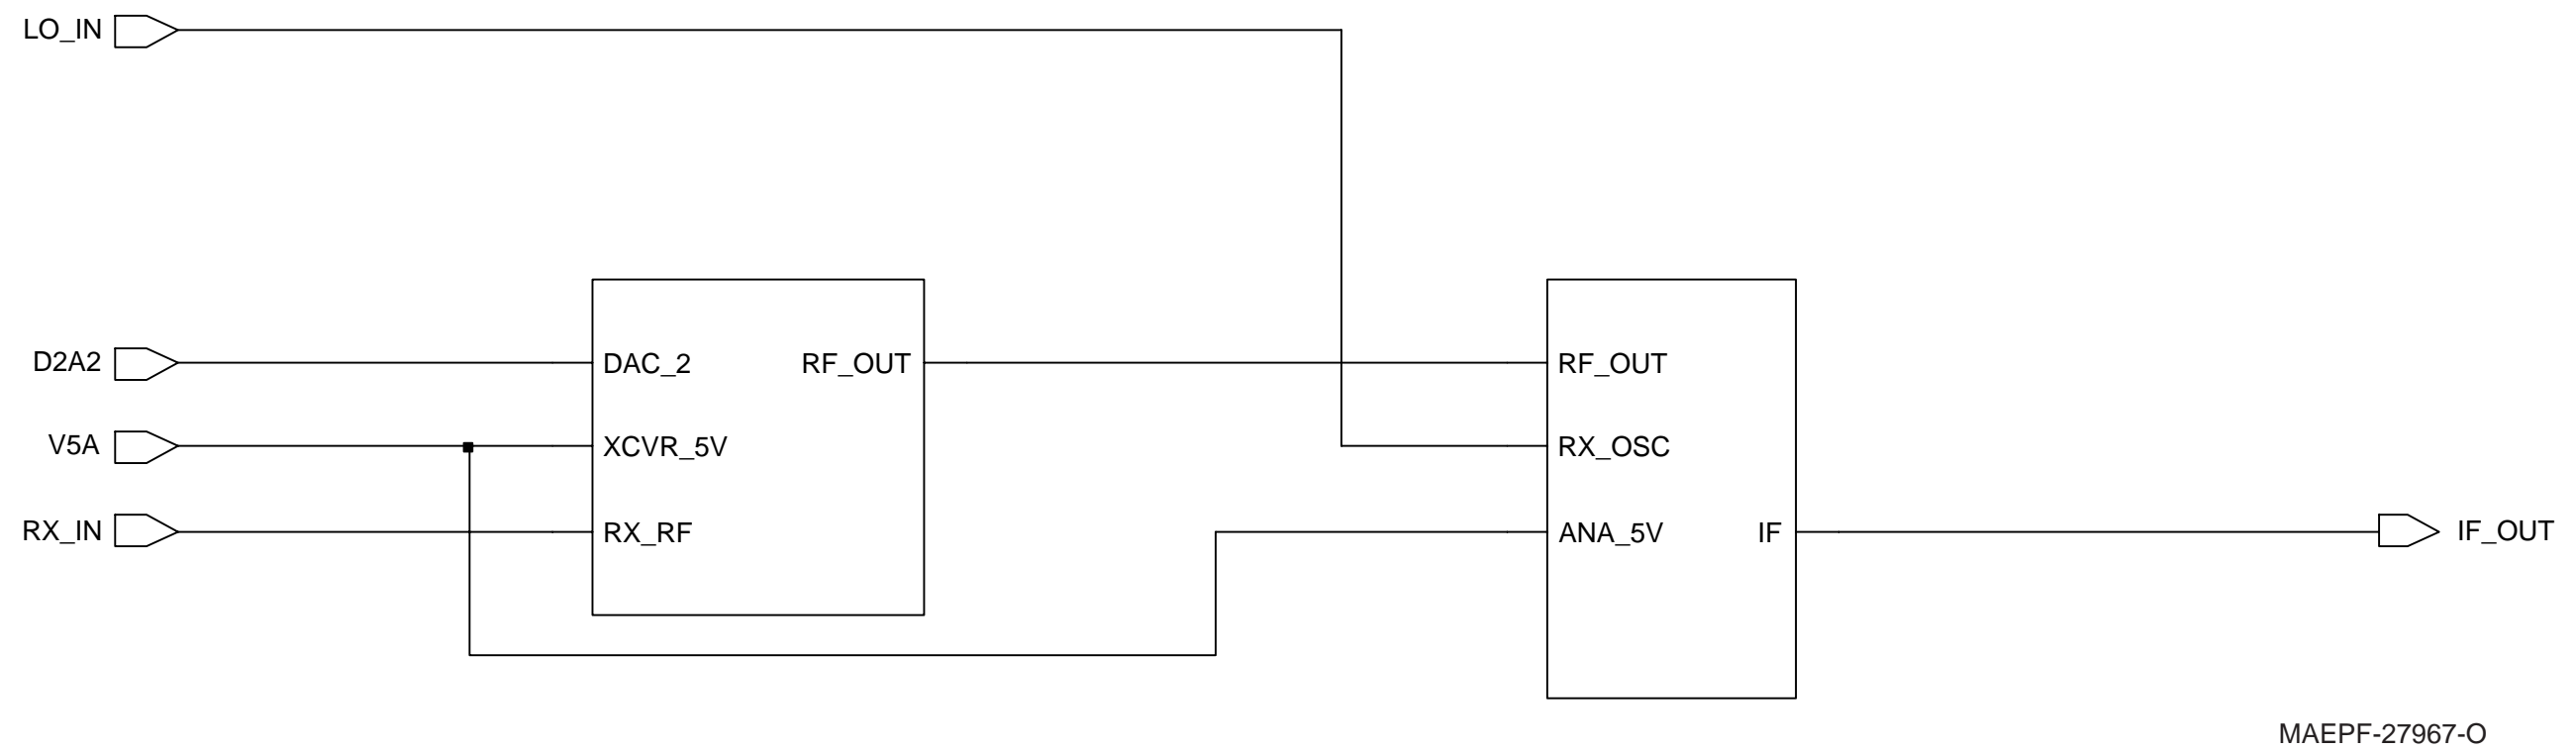 LO_IN
D2A2
DAC_2
RF_OUT
RF_OUT
V5A
XCVR_5V
RX_OSC
RX_IN
RX_RF
ANA_5V
IF
IF_OUT
MAEPF-27967-O